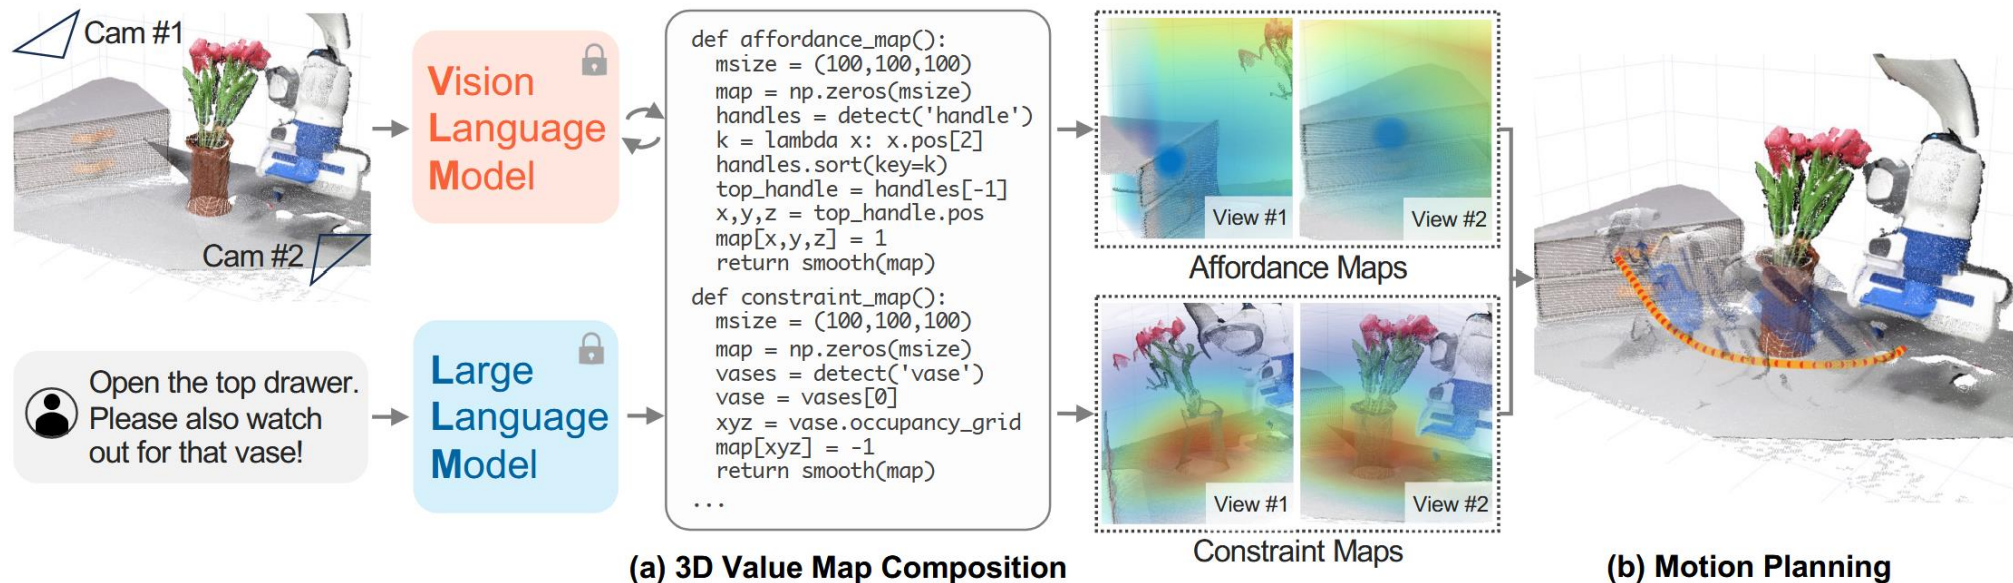 Cam #1
Cam #2
Open the top drawer.
Please also watch
out for that vase!
Vision
Language
Model
Large
Language
Model
def affordance_map():
  msize = (100,100,100)
  map = np.zeros(msize)
  handles = detect('handle')
  k = lambda x: x.pos[2]
  handles.sort(key=k)
  top_handle = handles[-1]
  x,y,z = top_handle.pos
  map[x,y,z] = 1
  return smooth(map)
def constraint_map():
  msize = (100,100,100)
  map = np.zeros(msize)
  vases = detect('vase')
  vase = vases[0]
  xyz = vase.occupancy_grid
  map[xyz] = -1
  return smooth(map)
...
View #1
View #2
Affordance Maps
View #1
View #2
Constraint Maps
(a) 3D Value Map Composition
(b) Motion Planning